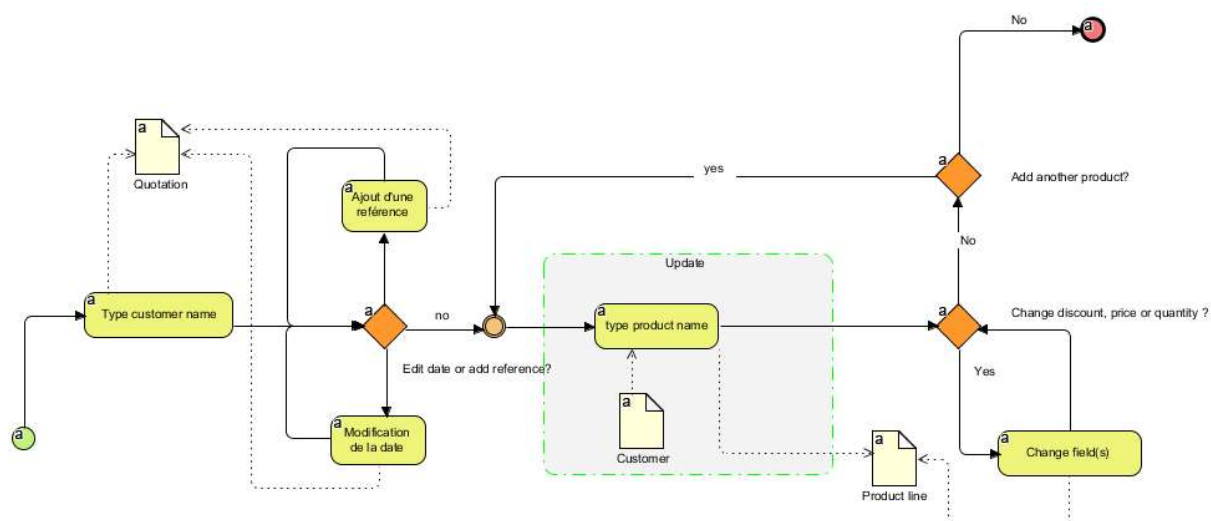 No
a
a
a
Quotation
a
Ajout d'une
reférence
yes
a
Add another product?
No
Update
a
Type customer name
a
no
a
type product name
a
Change discount, price or quantity ?
Edit date or add reference?
Yes
a
a
Modification
de la date
a
Customer
a
Product line
a
Change field(s)